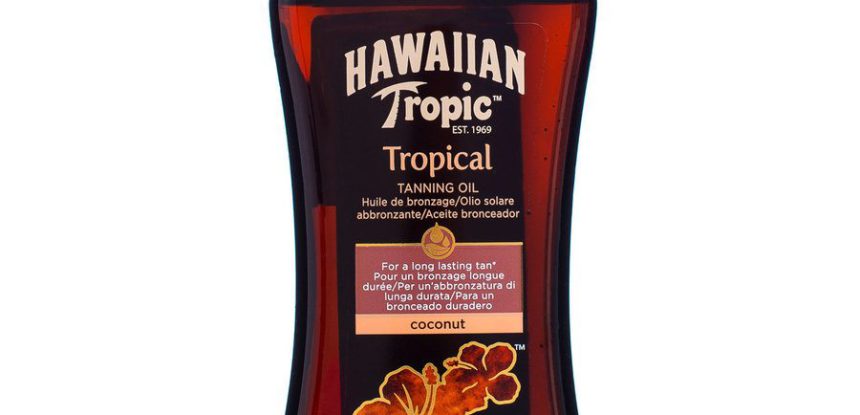 HAWAIIAN
Tropic™
EST. 1969
Tropical
TANNING OIL
Huile de bronzage/Olio solare
abbronzante/Aceite bronceador
For a long lasting tan*
Pour un bronzage longue
durée/Per un'abbronzatura di
lunga durata/Para un
bronceado duradero
coconut
™